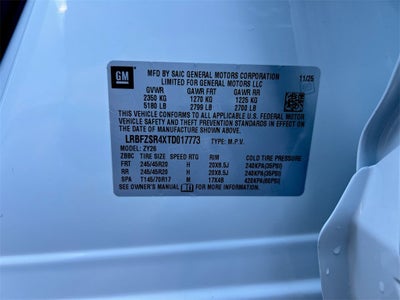 GM
MFD BY SAIC GENERAL MOTORS CORPORATION 11/25
LIMITED FOR GENERAL MOTORS LLC
GVWR GAWR FRT GAWR RR
2350 KG 1270 KG 1225 KG
5180 LB 2799 LB 2700 LB
THIS VEHICLE CONFORMS TO ALL APPLICABLE U.S. FEDERAL MOTOR
VEHICLE SAFETY AND THEFT PREVENTION STANDARDS IN EFFECT ON THE
DATE OF MANUFACTURE SHOWN ABOVE.
LRBFZSR4XTD017773 TYPE: M.P.V.
MODEL: ZY26
ZBBC TIRE SIZE SPEED RTG RIM COLD TIRE PRESSURE
FRT 245/45R20 H 20X8.5J 240KPA(35PSI)
RR 245/45R20 H 20X8.5J 240KPA(35PSI)
SPA T145/70R17 M 17X4B 420KPA(60PSI)
SEE OWNER'S MANUAL FOR MORE INFORMATION.